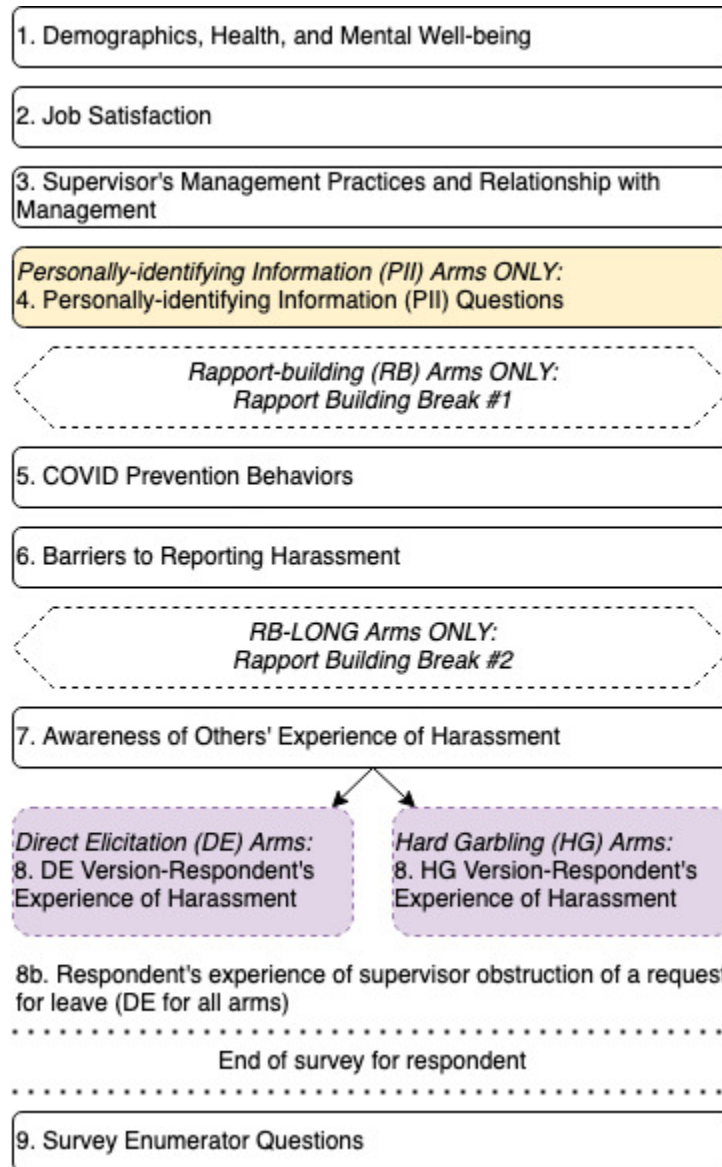 1. Demographics, Health, and Mental Well-being
2. Job Satisfaction
3. Supervisor's Management Practices and Relationship with
Management
Personally-identifying Information (PII) Arms ONLY:
4. Personally-identifying Information (PII) Questions
Rapport-building (RB) Arms ONLY:
Rapport Building Break #1
5. COVID Prevention Behaviors
6. Barriers to Reporting Harassment
RB-LONG Arms ONLY:
Rapport Building Break #2
7. Awareness of Others' Experience of Harassment
Direct Elicitation (DE) Arms:
8. DE Version-Respondent's
Experience of Harassment
Hard Garbling (HG) Arms:
8. HG Version-Respondent's
Experience of Harassment
8b. Respondent's experience of supervisor obstruction of a request
for leave (DE for all arms)
End of survey for respondent
9. Survey Enumerator Questions